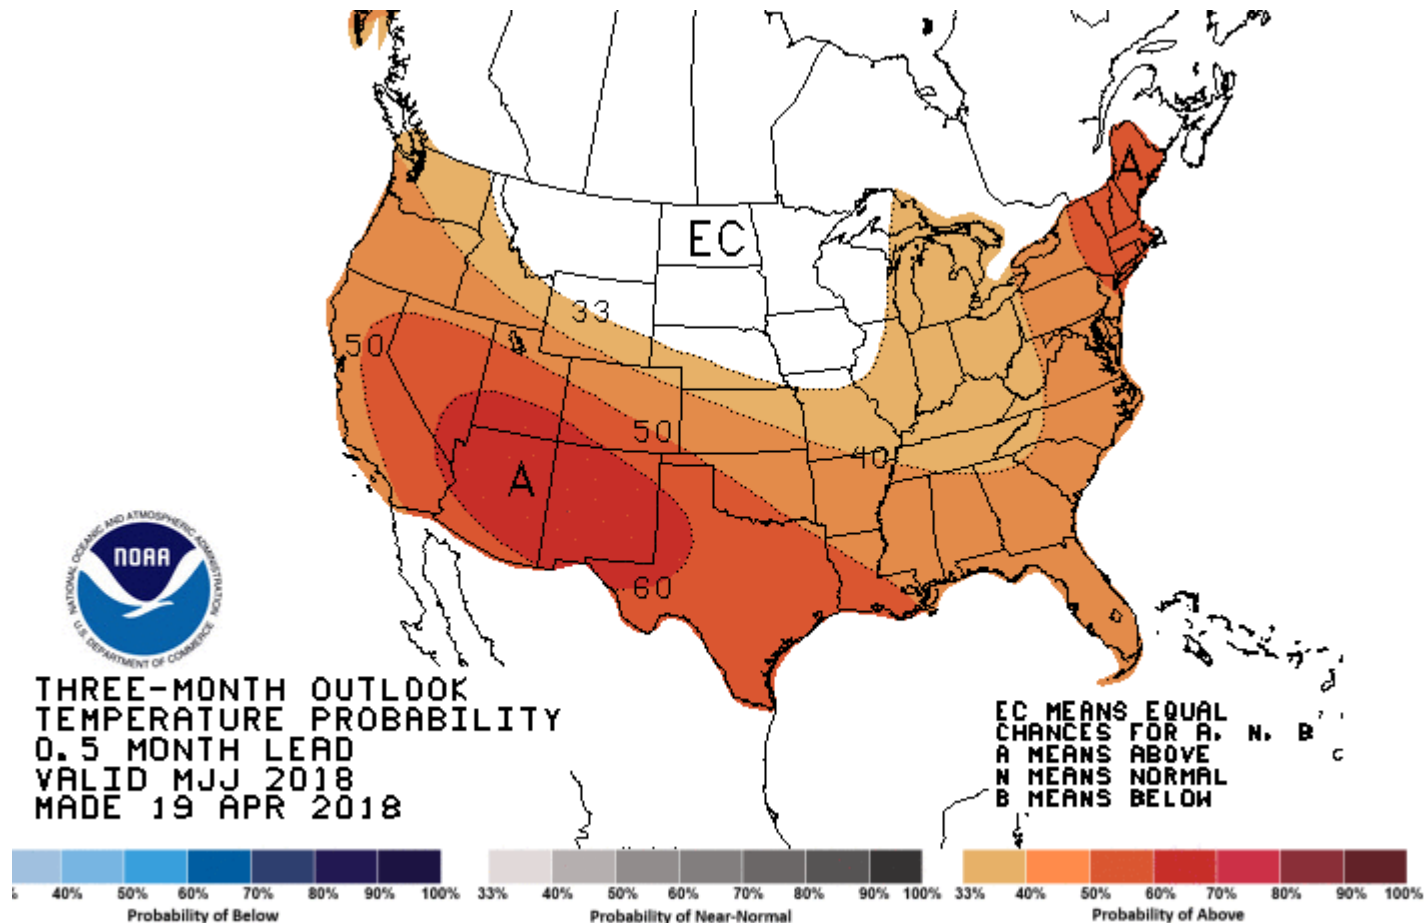 A
EC
33
50
50
40
A
60
NATIONAL OCEANIC AND ATMOSPHERIC ADMINISTRATION
NOAA
U.S. DEPARTMENT OF COMMERCE
THREE-MONTH OUTLOOK
TEMPERATURE PROBABILITY
0.5 MONTH LEAD
VALID MJJ 2018
MADE 19 APR 2018
EC MEANS EQUAL
CHANCES FOR A, N, B
A MEANS ABOVE
N MEANS NORMAL
B MEANS BELOW
C
40% 50% 60% 70% 80% 90% 100%
Probability of Below
33% 40% 50% 60% 70% 80% 90% 100%
Probability of Near-Normal
33% 40% 50% 60% 70% 80% 90% 100%
Probability of Above